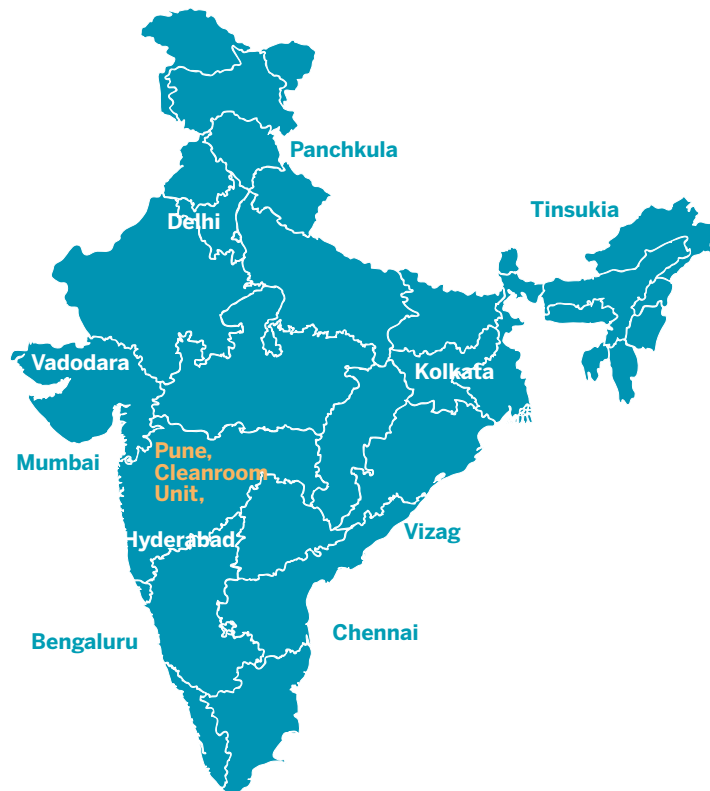 Panchkula
Tinsukia
Delhi
Vadodara
Kolkata
Mumbai
Pune,
Cleanroom
Unit,
Hyderabad
Vizag
Bengaluru
Chennai